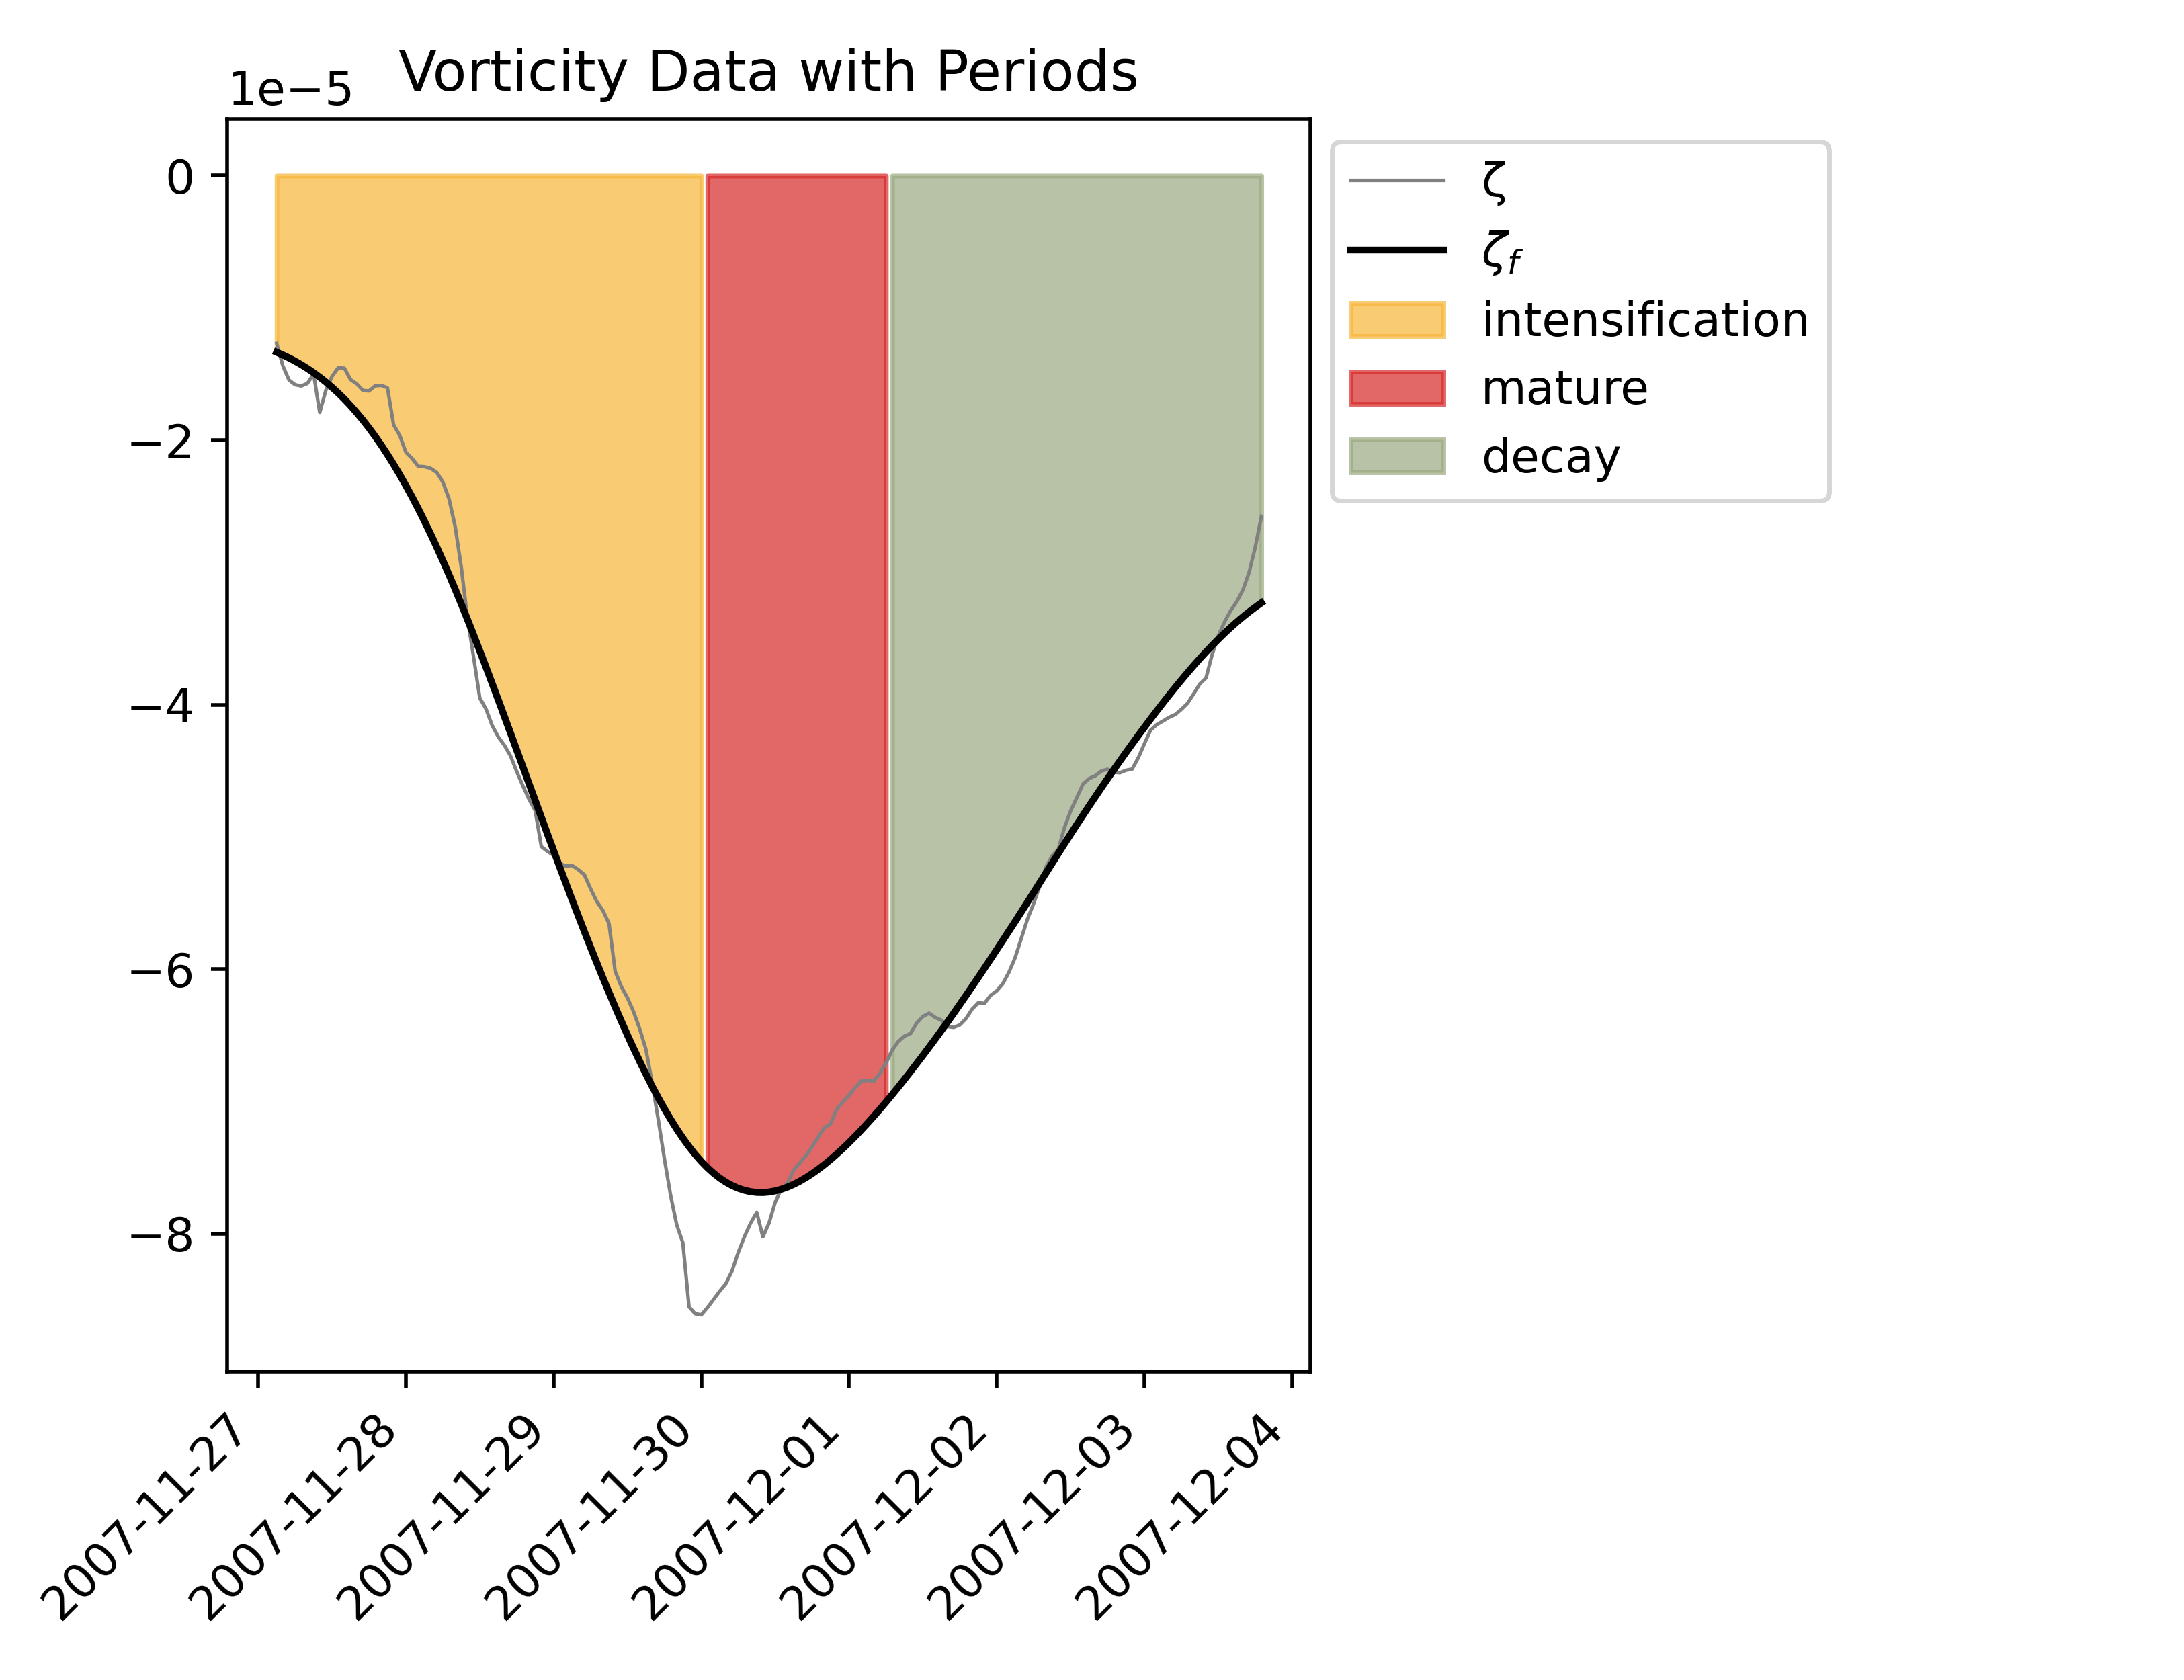 Vorticity Data with Periods
1e−5
0
−2
−4
−6
−8
2007-11-27
2007-11-28
2007-11-29
2007-11-30
2007-12-01
2007-12-02
2007-12-03
2007-12-04
ζ
ζf
intensification
mature
decay